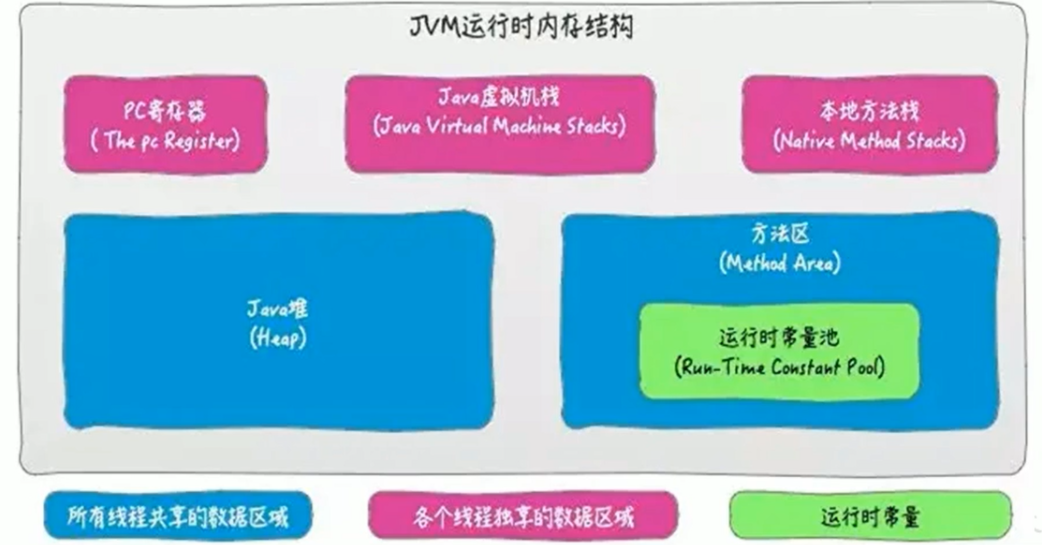 JVM运行时内存结构
PC寄存器
( The pc Register)
Java虚拟机栈
(Java Virtual Machine Stacks)
本地方法栈
(Native Method Stacks)
Java堆
(Heap)
方法区
(Method Area)
运行时常量池
(Run-Time Constant Pool)
所有线程共享的数据区域
各个线程独享的数据区域
运行时常量